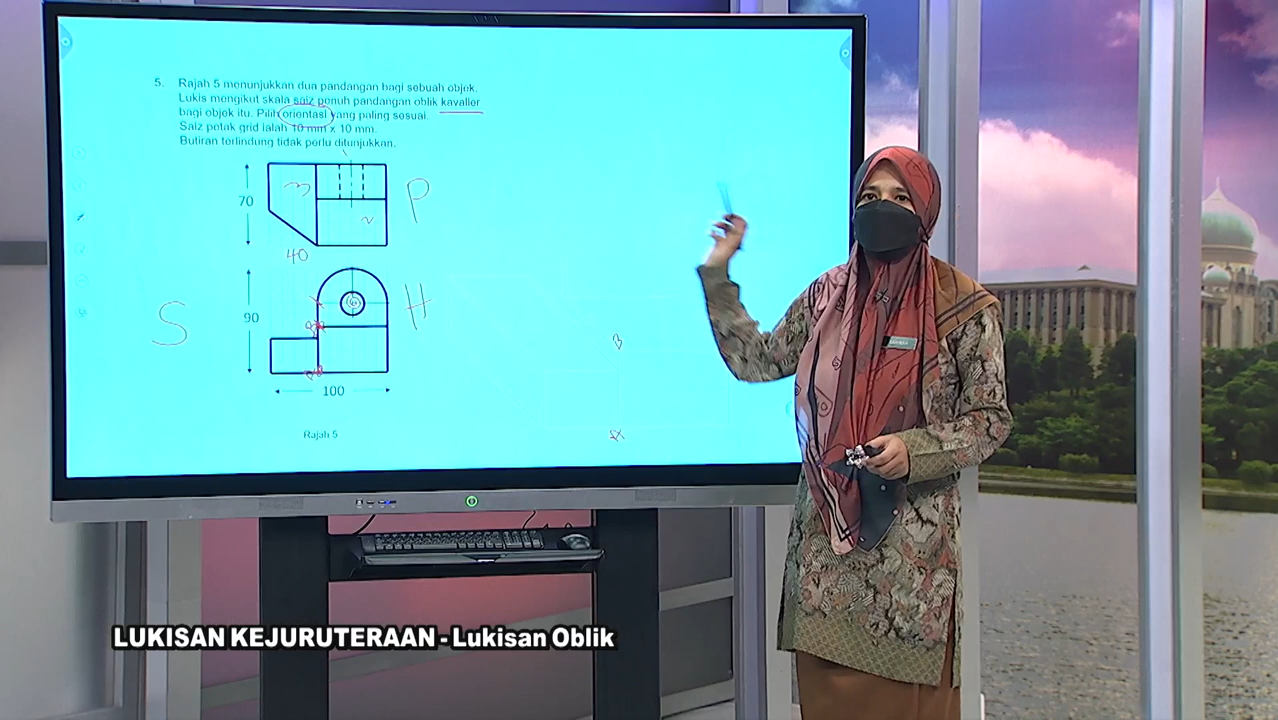 5. Rajah 5 menunjukkan dua pandangan bagi sebuah objek.
Lukis mengikut skala saiz penuh pandangan oblik kavalier
bagi objek itu. Pilih orientasi yang paling sesuai.
Saiz petak grid ialah 10 mm x 10 mm.
Butiran terlindung tidak perlu ditunjukkan.
70
P
40
90
S
H
100
Rajah 5
LUKISAN KEJURUTERAAN - Lukisan Oblik